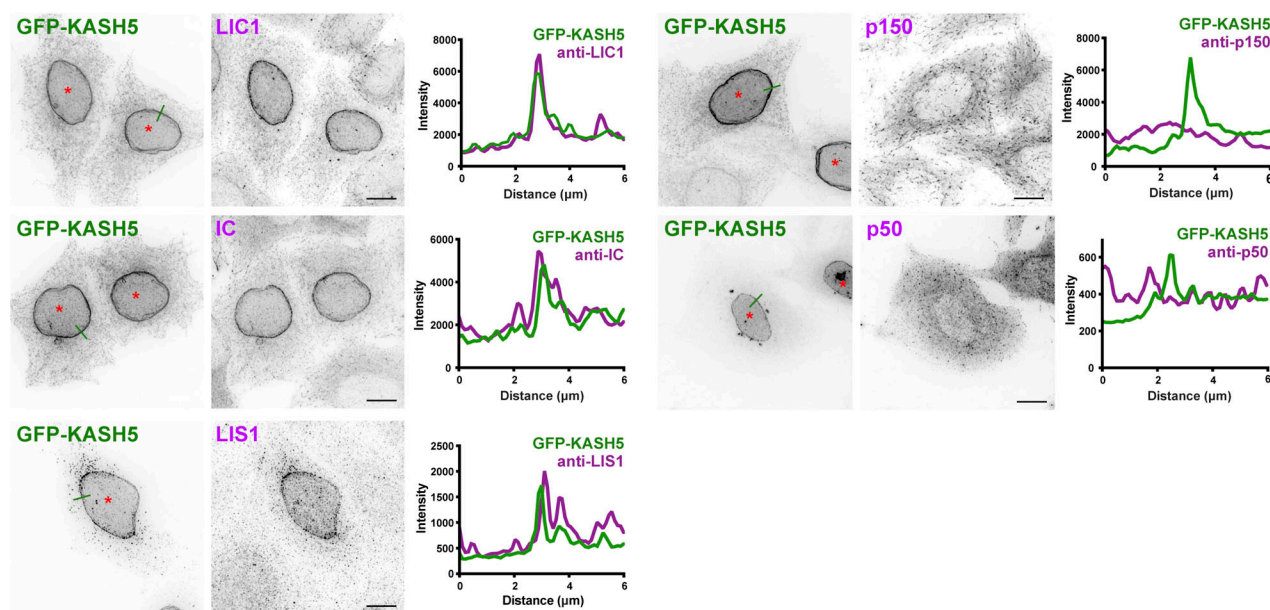 GFP-KASH5
LIC1
GFP-KASH5
anti-LIC1
Intensity
8000
6000
4000
2000
0
0 2 4 6
Distance (µm)
GFP-KASH5
p150
GFP-KASH5
anti-p150
Intensity
8000
6000
4000
2000
0
0 2 4 6
Distance (µm)
GFP-KASH5
IC
GFP-KASH5
anti-IC
Intensity
6000
4000
2000
0
0 2 4 6
Distance (µm)
GFP-KASH5
p50
GFP-KASH5
anti-p50
Intensity
600
400
200
0
0 2 4 6
Distance (µm)
GFP-KASH5
LIS1
GFP-KASH5
anti-LIS1
Intensity
2500
2000
1500
1000
500
0
0 2 4 6
Distance (µm)